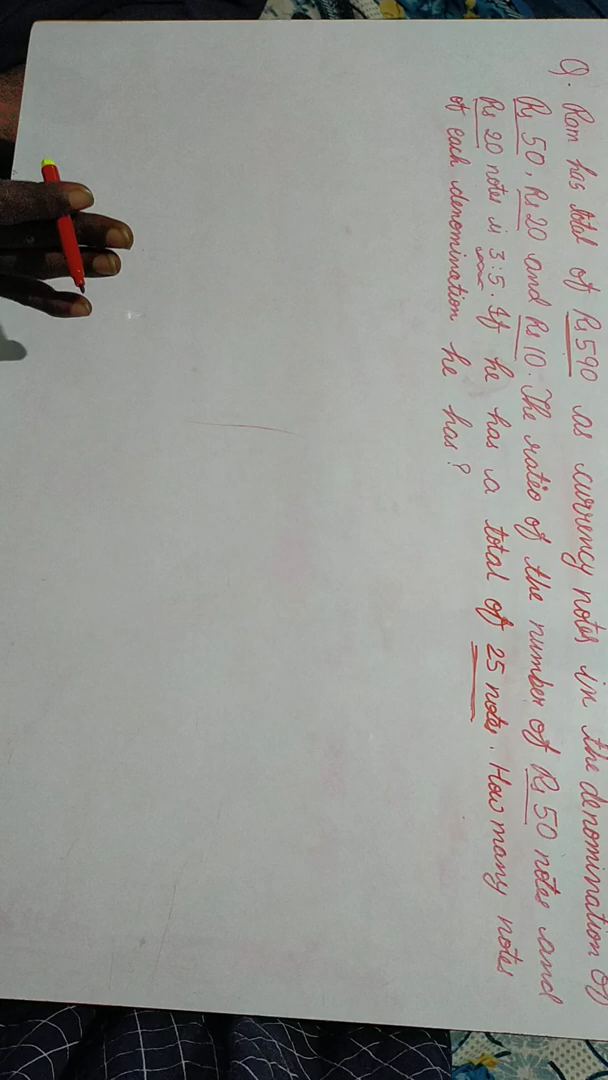 Q. Ram has total of Rs 590 as currency notes in the denomination of
Rs 50, Rs 20 and Rs 10. The ratio of the number of Rs 50 notes and
Rs 20 notes is 3:5. If he has a total of 25 notes. How many notes
of each denomination he has?